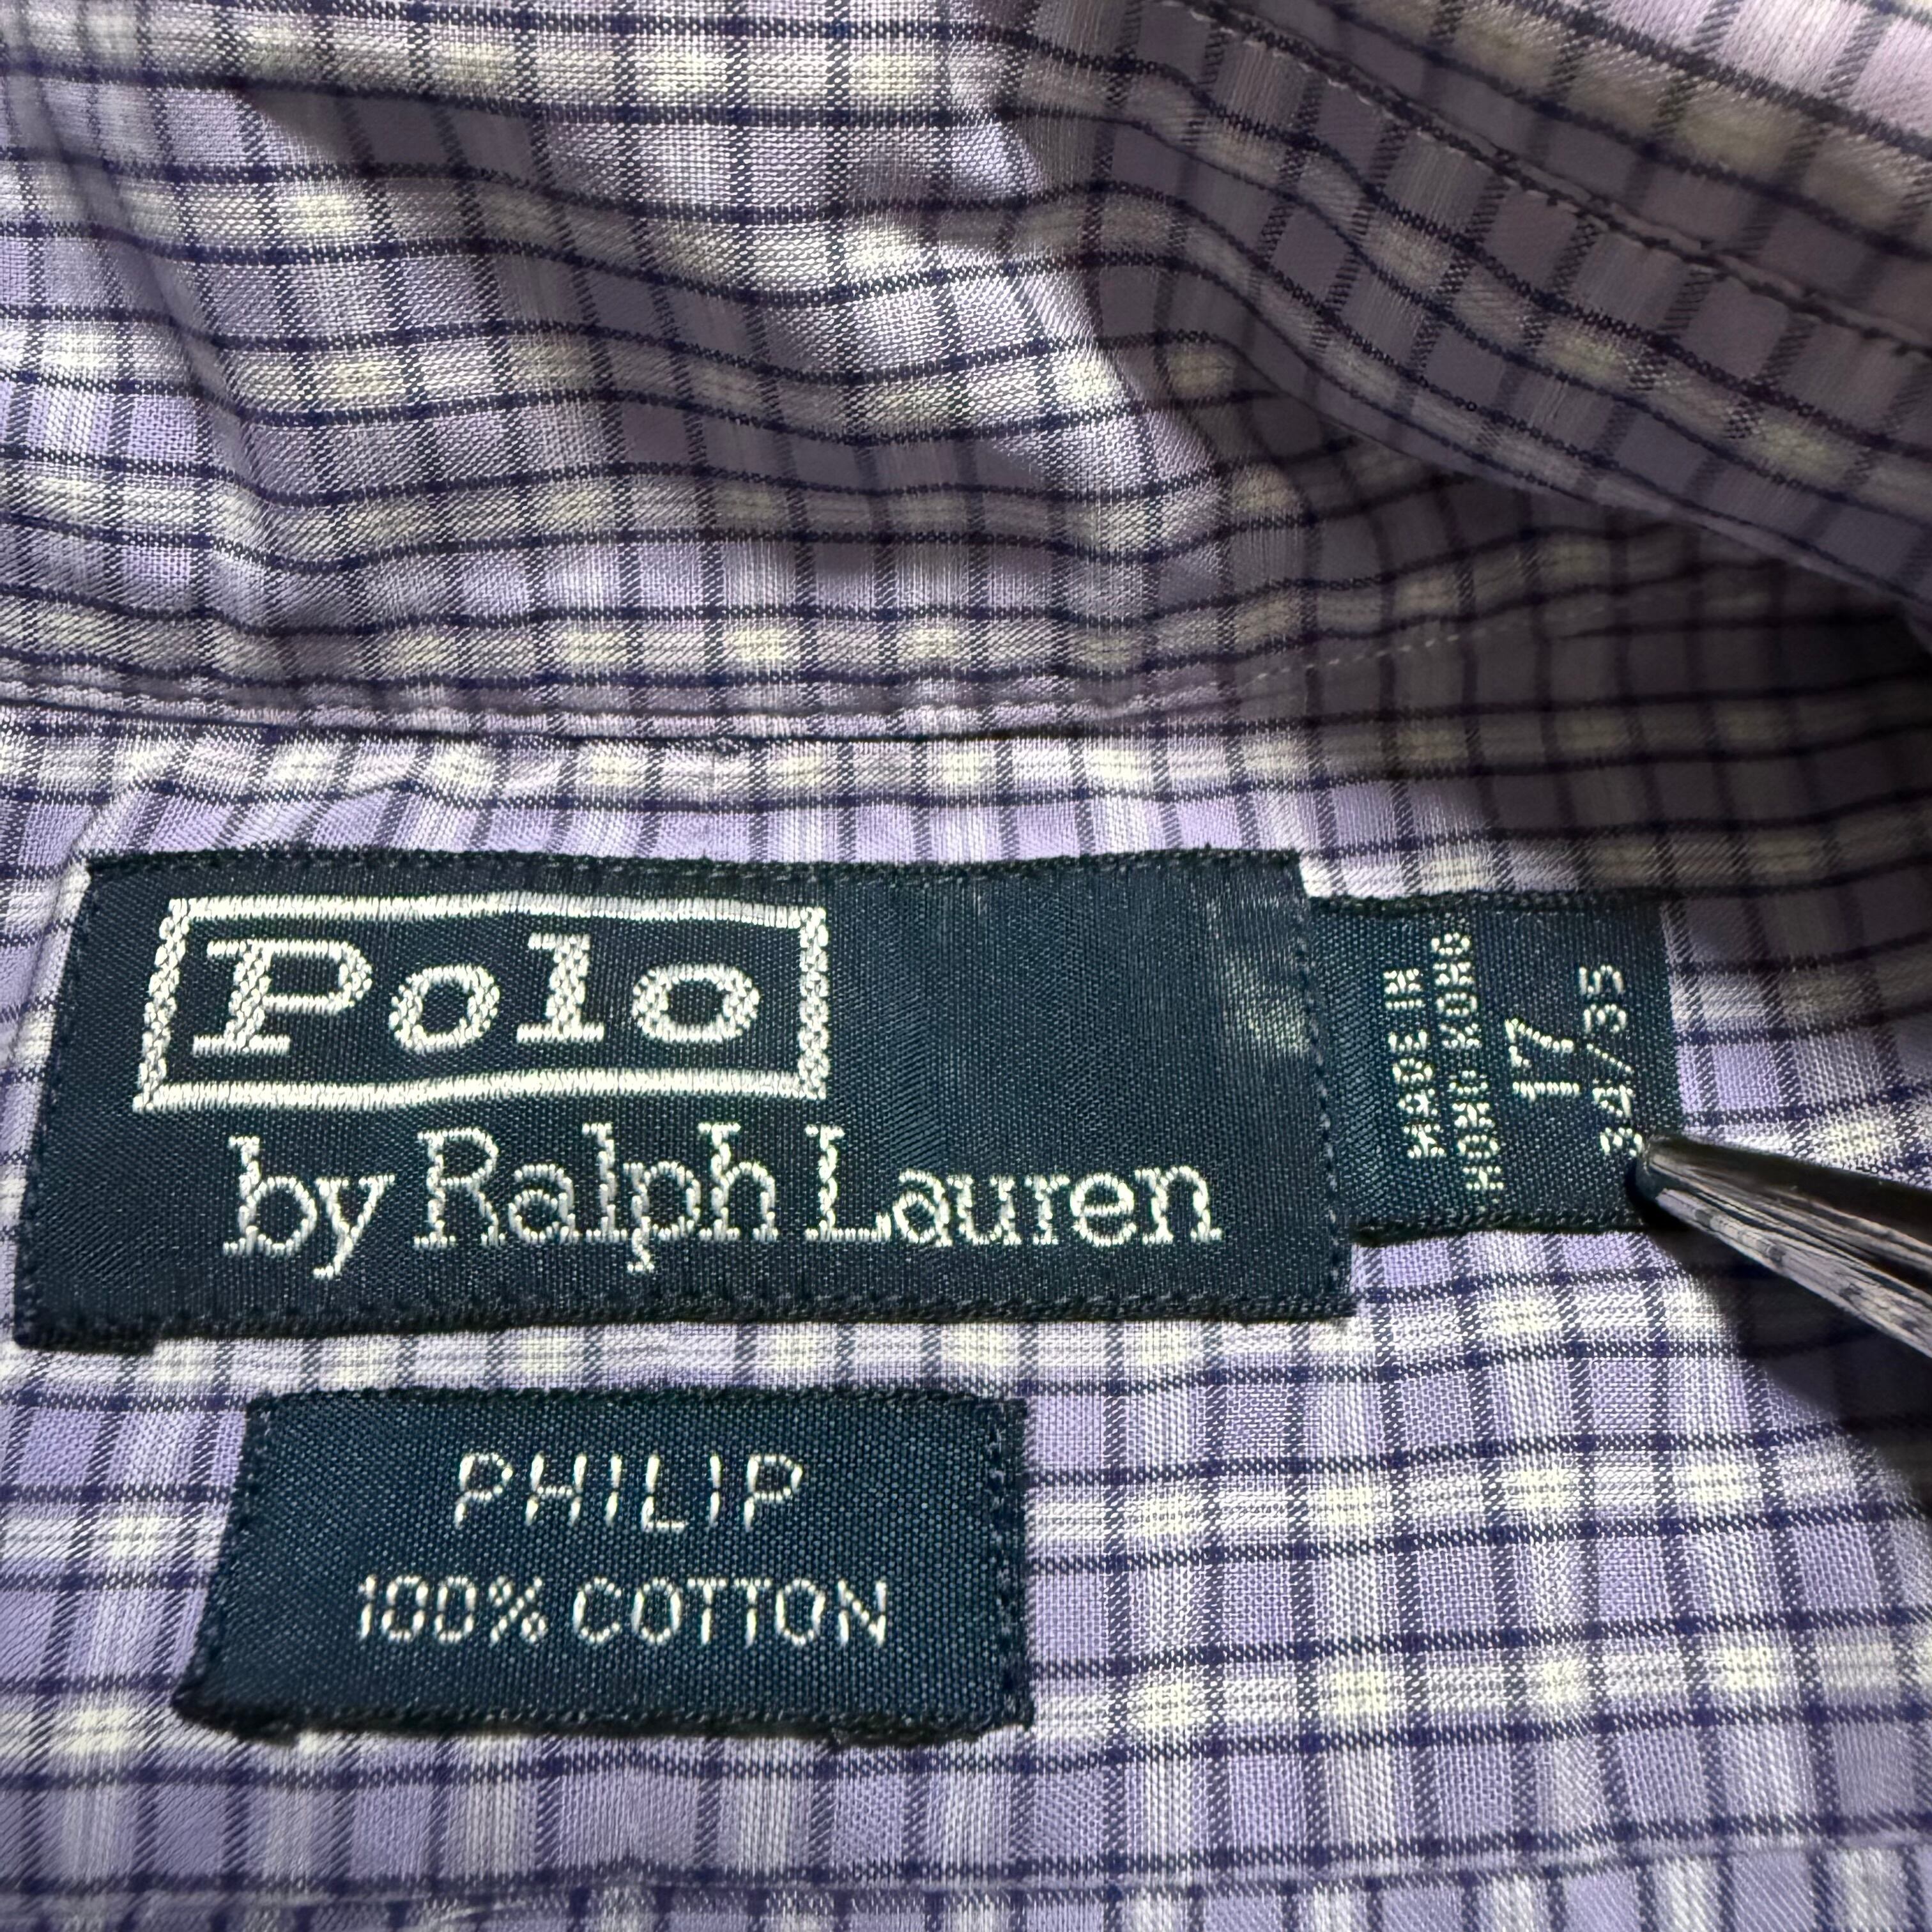 Polo
by Ralph Lauren
MADE IN
HONG KONG
17
34/35
PHILIP
100% COTTON